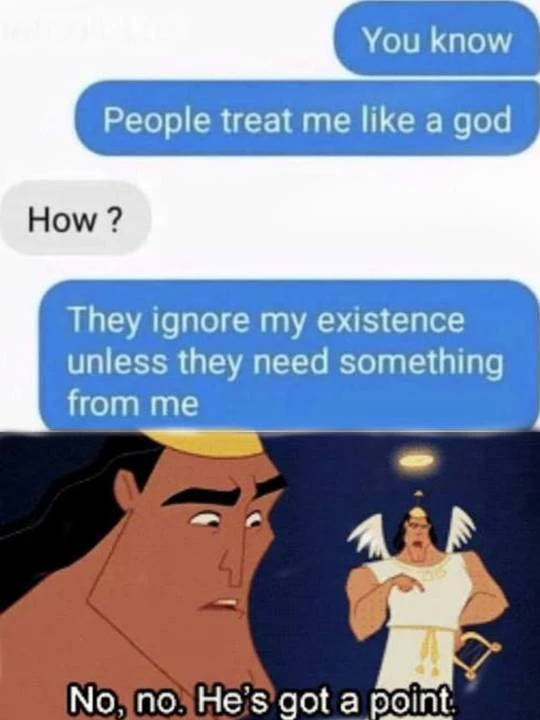 You know
People treat me like a god
How ?
They ignore my existence
unless they need something
from me
No, no. He's got a point.